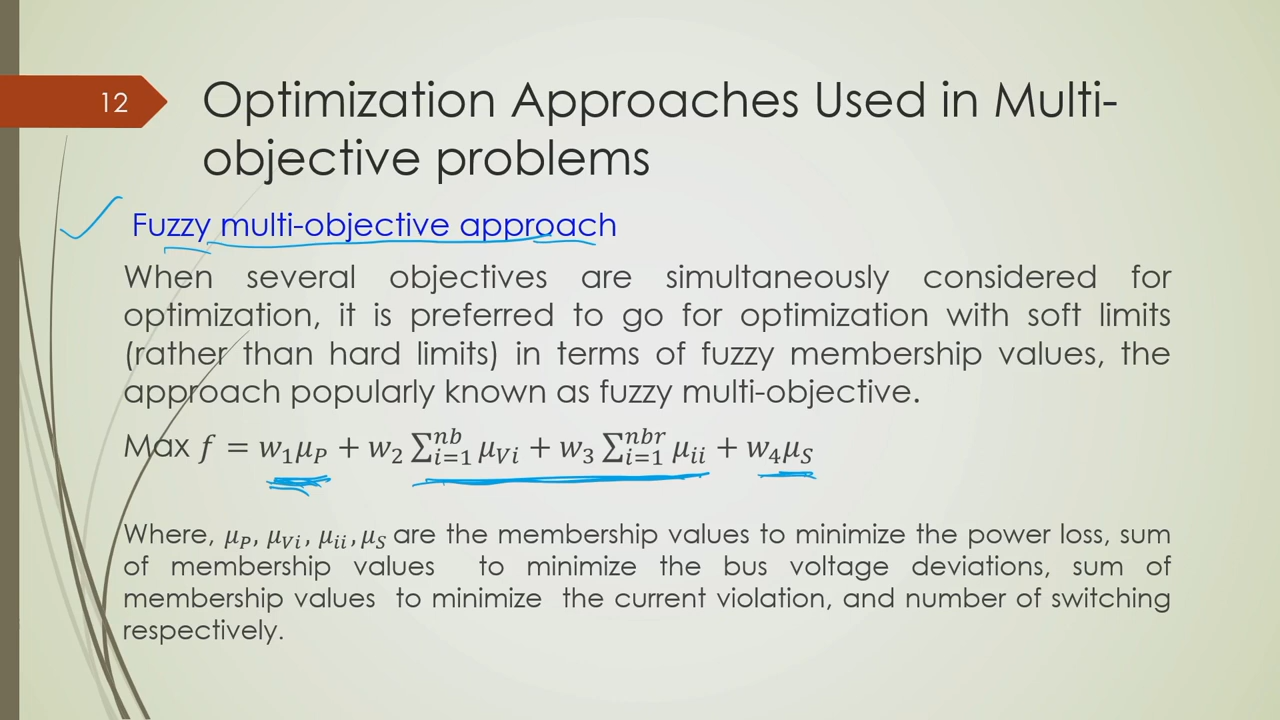 12
Optimization Approaches Used in Multi-
objective problems
Fuzzy multi-objective approach
When several objectives are simultaneously considered for
optimization, it is preferred to go for optimization with soft limits
(rather than hard limits) in terms of fuzzy membership values, the
approach popularly known as fuzzy multi-objective.
Max f = w₁μ_P + w₂ ∑_{i=1}^{nb} μ_{Vi} + w₃ ∑_{i=1}^{nbr} μ_{ii} + w₄μ_S
Where, μ_P, μ_{Vi}, μ_{ii},μ_S are the membership values to minimize the power loss, sum
of membership values to minimize the bus voltage deviations, sum of
membership values to minimize the current violation, and number of switching
respectively.